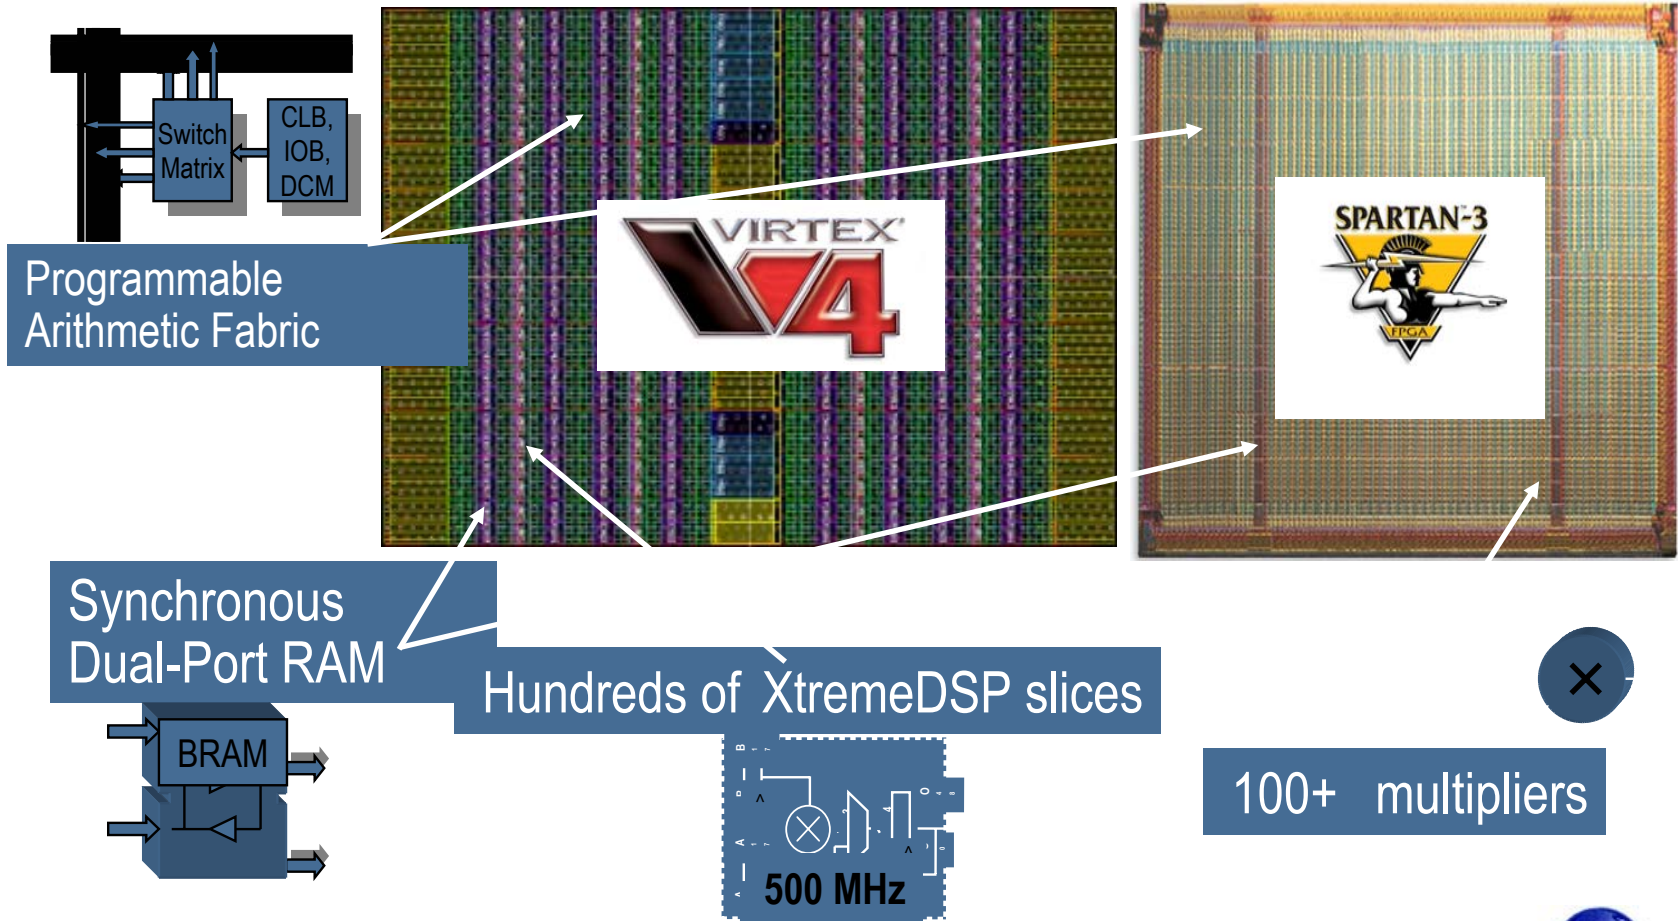 Switch
Matrix
CLB,
IOB,
DCM
Programmable
Arithmetic Fabric
VIRTEX
V4
SPARTAN-3
FPGA
Synchronous
Dual-Port RAM
Hundreds of XtremeDSP slices
BRAM
500 MHz
100+ multipliers